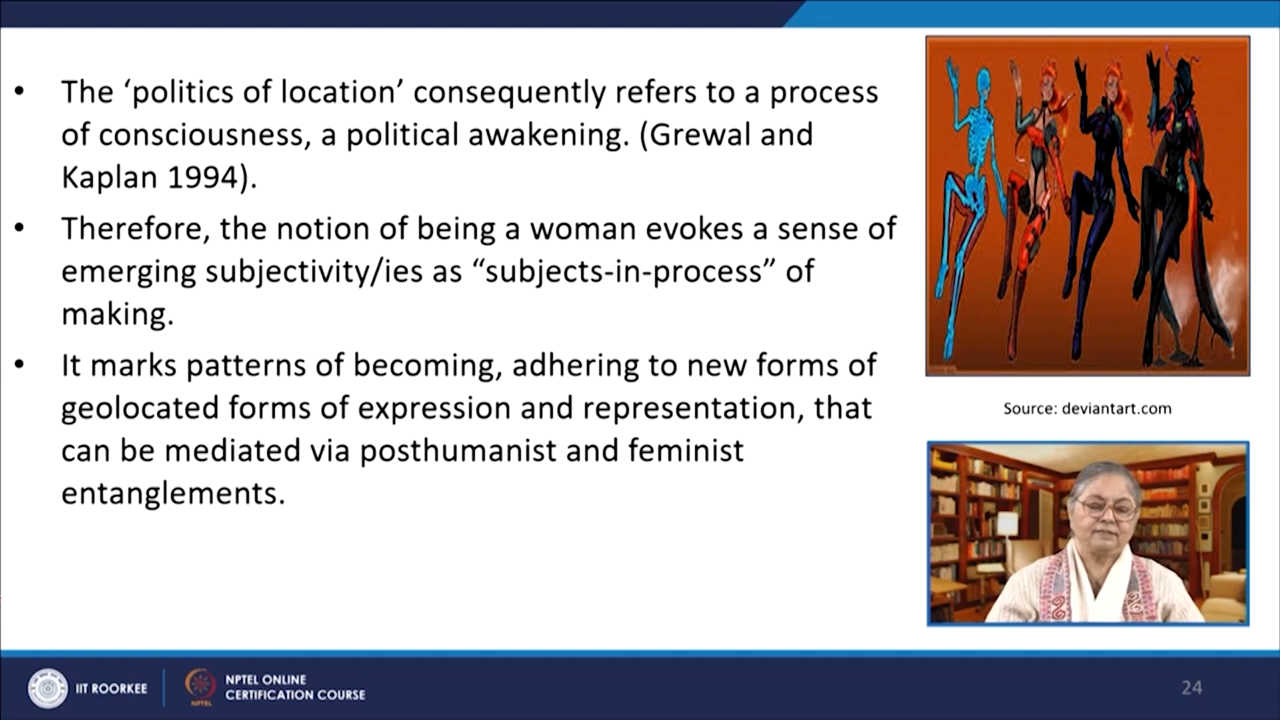 • The ‘politics of location’ consequently refers to a process
of consciousness, a political awakening. (Grewal and
Kaplan 1994).
• Therefore, the notion of being a woman evokes a sense of
emerging subjectivity/ies as “subjects-in-process” of
making.
• It marks patterns of becoming, adhering to new forms of
geolocated forms of expression and representation, that
can be mediated via posthumanist and feminist
entanglements.
Source: deviantart.com
IIT ROORKEE
NPTEL
NPTEL ONLINE
CERTIFICATION COURSE
24